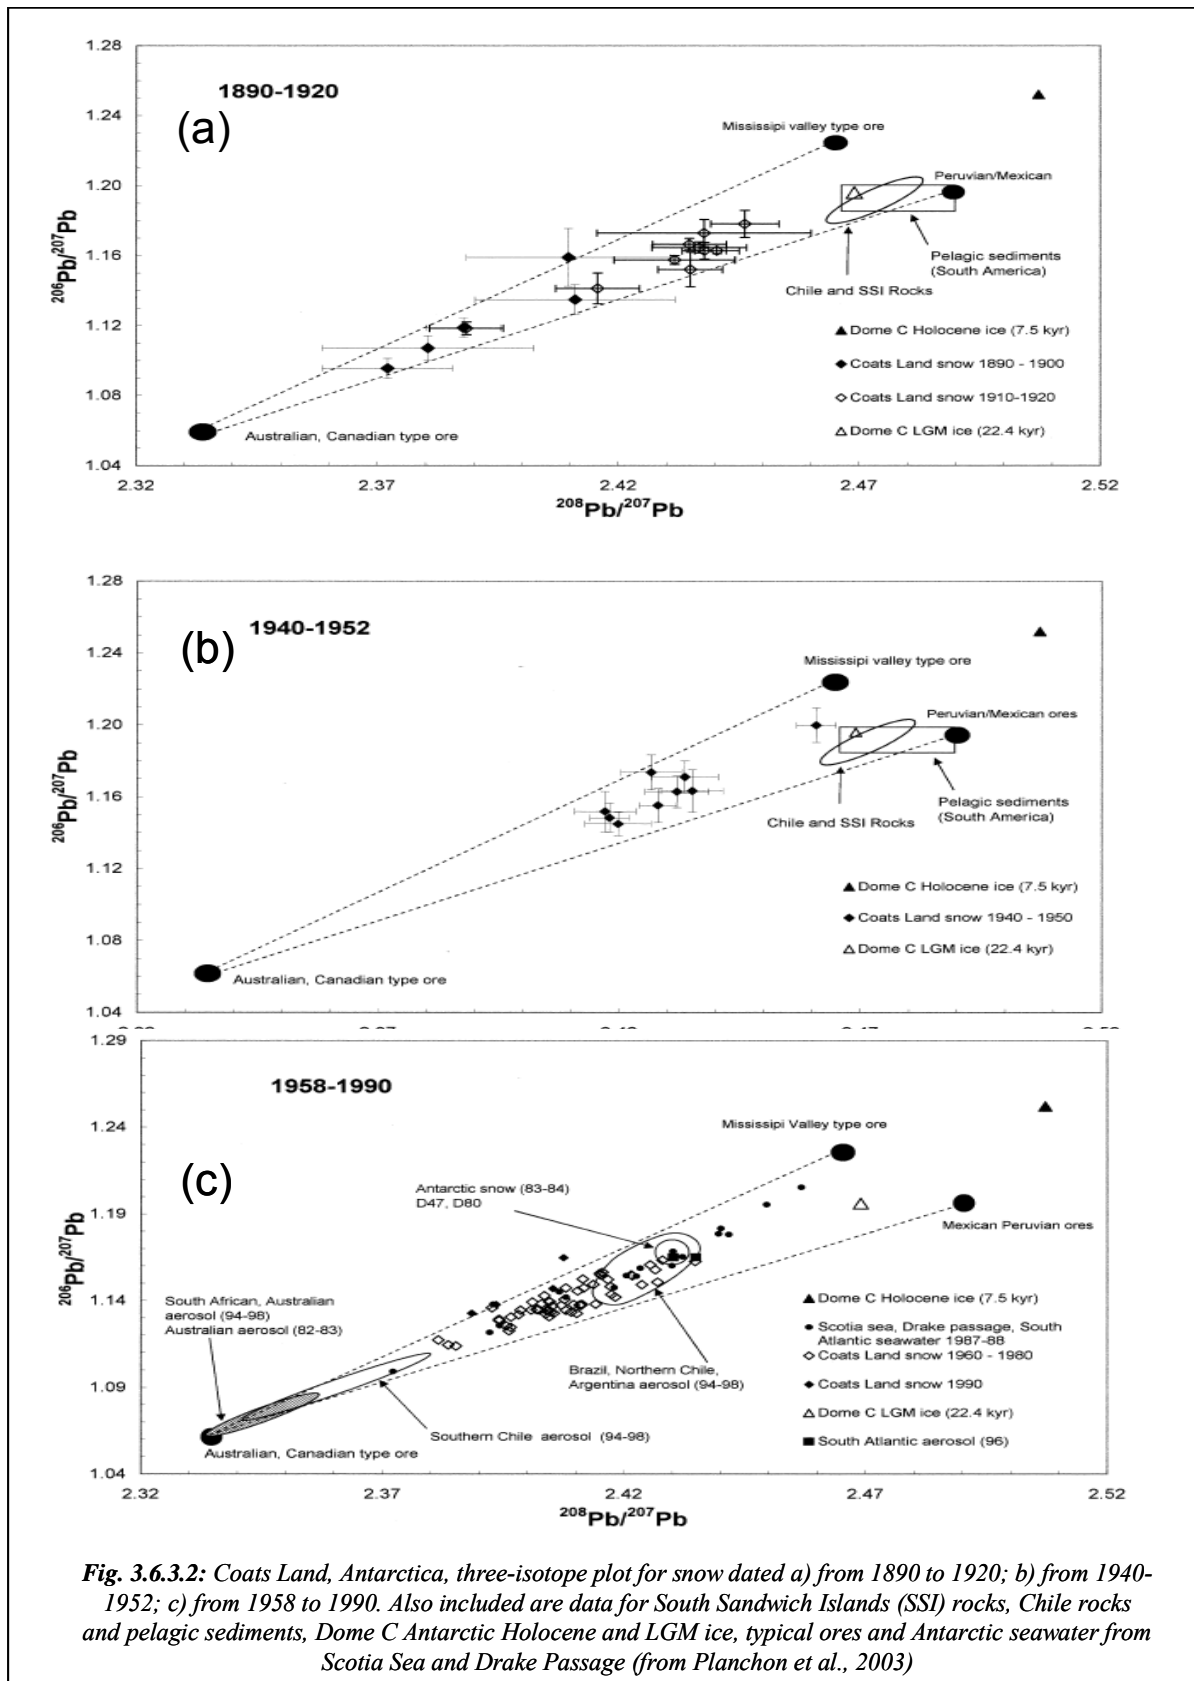 1.28
1890-1920
(a)
1.24
Mississipi valley type ore
1.20
Peruvian/Mexican
206Pb/207Pb
1.16
Pelagic sediments
(South America)
Chile and SSI Rocks
1.12
Dome C Holocene ice (7.5 kyr)
Coats Land snow 1890 - 1900
1.08
Coats Land snow 1910-1920
Australian, Canadian type ore
Dome C LGM ice (22.4 kyr)
1.04
2.32 2.37 2.42 2.47 2.52
208Pb/207Pb
1.28
1940-1952
(b)
1.24
Mississipi valley type ore
1.20
Peruvian/Mexican ores
206Pb/207Pb
1.16
Pelagic sediments
(South America)
Chile and SSI Rocks
1.12
Dome C Holocene ice (7.5 kyr)
Coats Land snow 1940 - 1950
1.08
Dome C LGM ice (22.4 kyr)
Australian, Canadian type ore
1.04
1.29
1958-1990
1.24
Mississipi Valley type ore
(c)
Antarctic snow (83-84)
D47, D80
1.19
Mexican Peruvian ores
206Pb/207Pb
1.14
South African, Australian
aerosol (94-98)
Australian aerosol (82-83)
Dome C Holocene ice (7.5 kyr)
Scotia sea, Drake passage, South
Atlantic seawater 1987-88
Coats Land snow 1960 - 1980
Brazil, Northern Chile,
Argentina aerosol (94-98)
1.09
Coats Land snow 1990
Dome C LGM ice (22.4 kyr)
Southern Chile aerosol (94-98)
South Atlantic aerosol (96)
Australian, Canadian type ore
1.04
2.32 2.37 2.42 2.47 2.52
208Pb/207Pb
Fig. 3.6.3.2: Coats Land, Antarctica, three-isotope plot for snow dated a) from 1890 to 1920; b) from 1940-
1952; c) from 1958 to 1990. Also included are data for South Sandwich Islands (SSI) rocks, Chile rocks
and pelagic sediments, Dome C Antarctic Holocene and LGM ice, typical ores and Antarctic seawater from
Scotia Sea and Drake Passage (from Planchon et al., 2003)